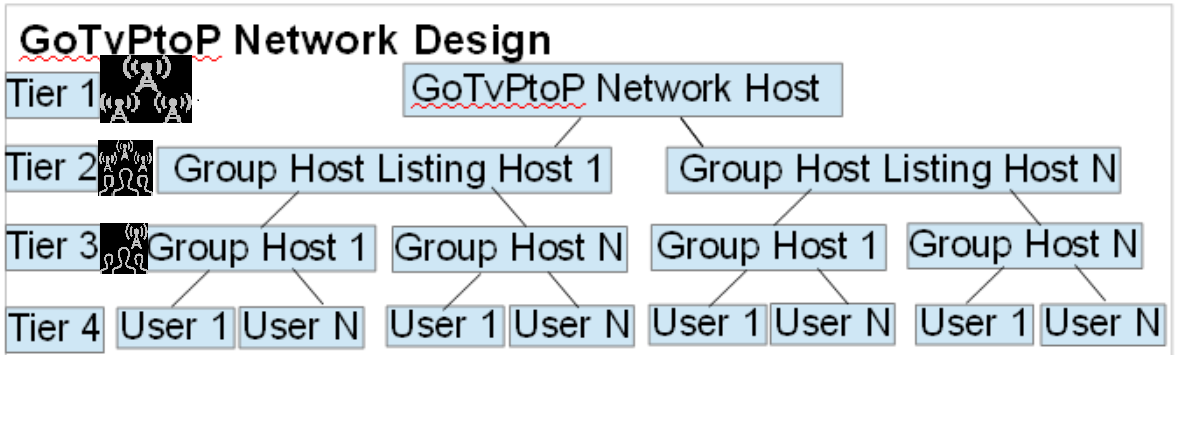 GoTvPtoP Network Design
Tier 1 GoTvPtoP Network Host
Tier 2 Group Host Listing Host 1 Group Host Listing Host N
Tier 3 Group Host 1 Group Host N Group Host 1 Group Host N
Tier 4 User 1 User N User 1 User N User 1 User N User 1 User N